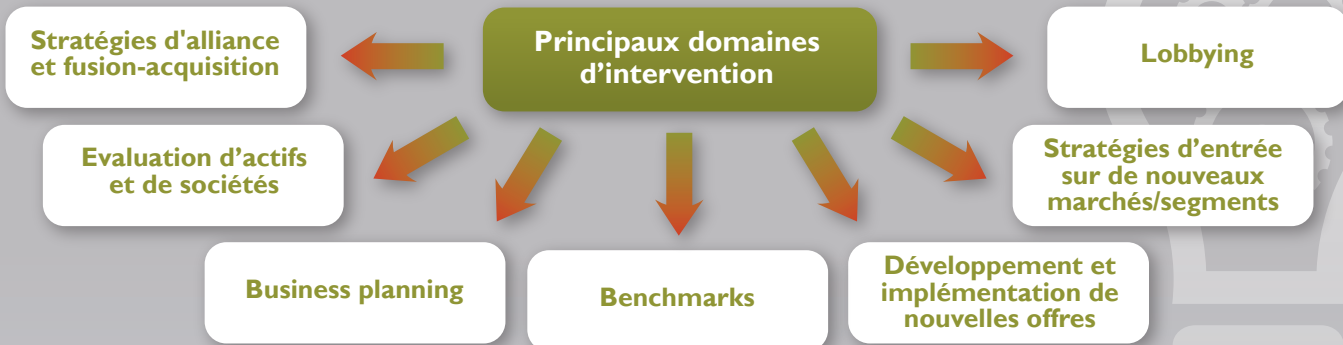 Principaux domaines
d’intervention
Stratégies d'alliance
et fusion-acquisition
Lobbying
Evaluation d’actifs
et de sociétés
Stratégies d’entrée
sur de nouveaux
marchés/segments
Business planning
Benchmarks
Développement et
implémentation de
nouvelles offres